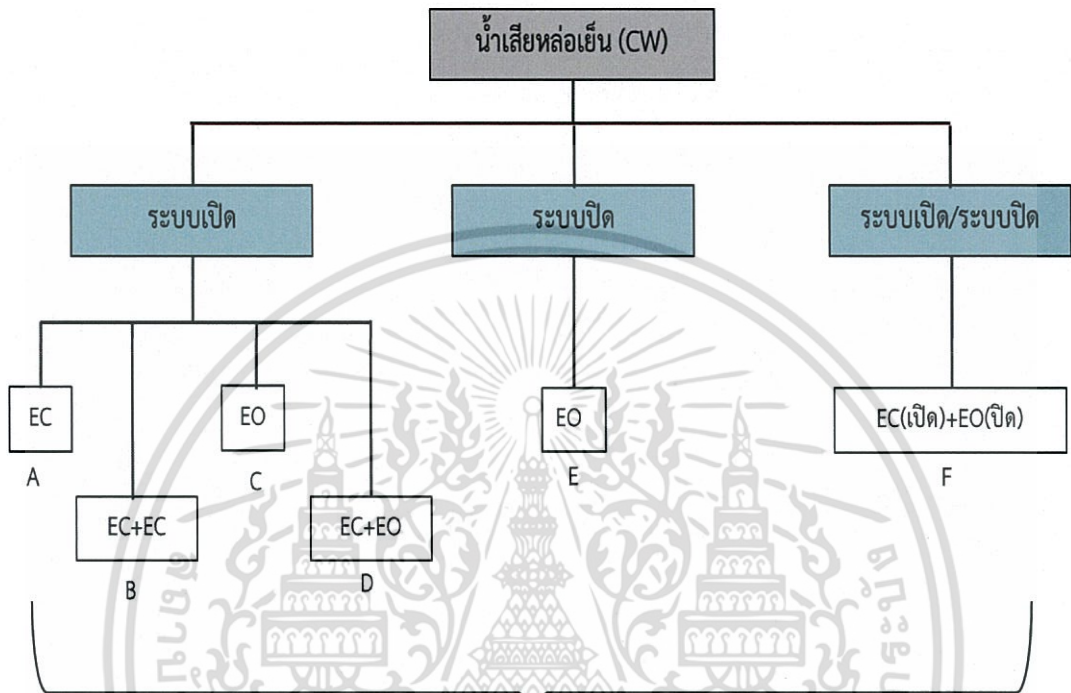 น้ำเสียหล่อเย็น (CW)
ระบบเปิด
ระบบปิด
ระบบเปิด/ระบบปิด
EC
EO
EO
EC(เปิด)+EO(ปิด)
A
C
E
F
EC+EC
EC+EO
B
D